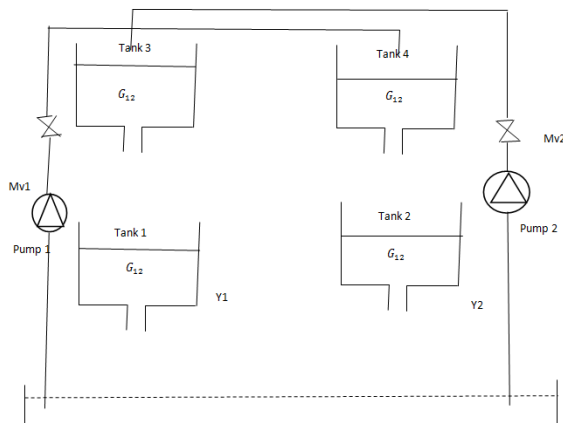 Tank 3
Tank 4
G₁₂
G₁₂
Mv2
Mv1
Tank 1
Tank 2
Pump 2
Pump 1
G₁₂
G₁₂
Y1
Y2